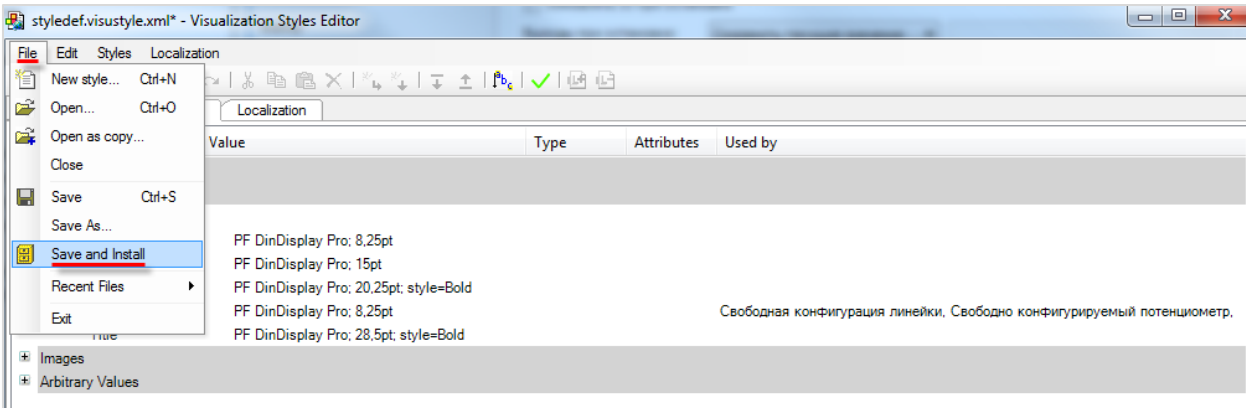 styledef.visustyle.xml* - Visualization Styles Editor
File Edit Styles Localization
New style... Ctrl+N
Open... Ctrl+O
Localization
Open as copy...
Value Type Attributes Used by
Close
Save Ctrl+S
Save As...
PF DinDisplay Pro; 8,25pt
Save and Install
PF DinDisplay Pro; 15pt
Recent Files
PF DinDisplay Pro; 20,25pt; style=Bold
PF DinDisplay Pro; 8,25pt Свободная конфигурация линейки, Свободно конфигурируемый потенциометр,
Exit
Title PF DinDisplay Pro; 28,5pt; style=Bold
Images
Arbitrary Values